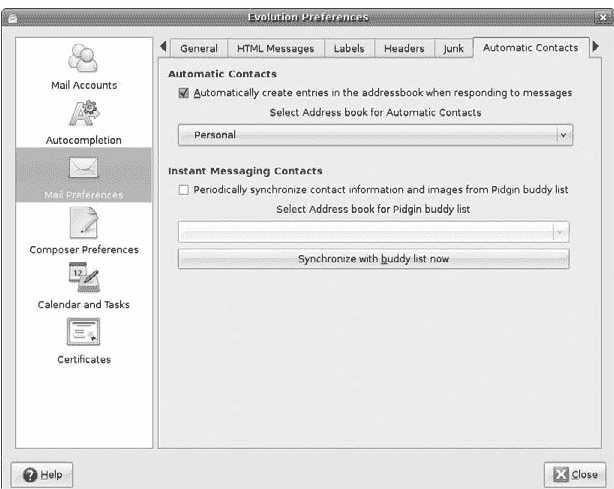 Evolution Preferences
Mail Accounts
Autocompletion
Mail Preferences
Composer Preferences
12
Calendar and Tasks
Certificates
General HTML Messages Labels Headers Junk Automatic Contacts
Automatic Contacts
Automatically create entries in the addressbook when responding to messages
Select Address book for Automatic Contacts
Personal
Instant Messaging Contacts
Periodically synchronize contact information and images from Pidgin buddy list
Select Address book for Pidgin buddy list
Synchronize with buddy list now
Help
Close